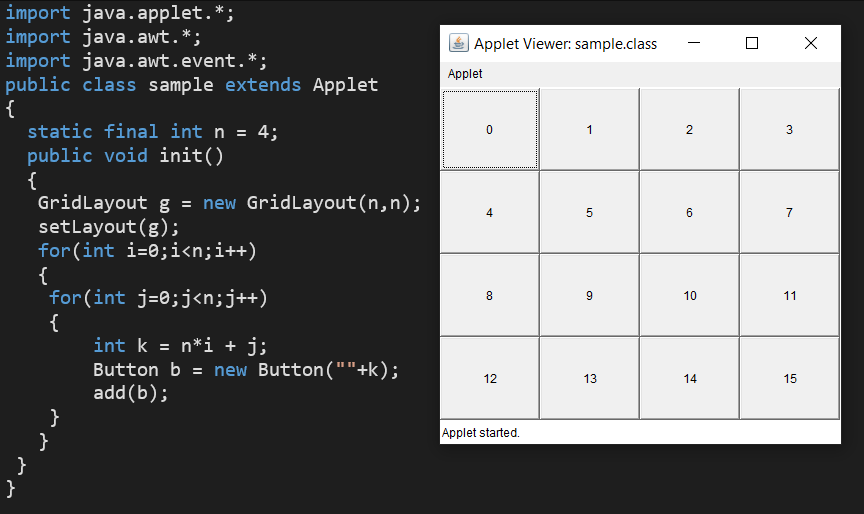 import java.applet.*;
import java.awt.*;
import java.awt.event.*;
public class sample extends Applet
{
  static final int n = 4;
  public void init()
  {
   GridLayout g = new GridLayout(n,n);
   setLayout(g);
   for(int i=0;i<n;i++)
   {
    for(int j=0;j<n;j++)
    {
        int k = n*i + j;
        Button b = new Button(""+k);
        add(b);
    }
   }
 }
}
Applet Viewer: sample.class
Applet
0 1 2 3
4 5 6 7
8 9 10 11
12 13 14 15
Applet started.